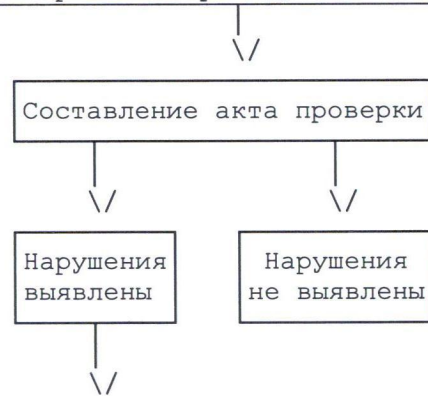 Составление акта проверки
Нарушения
выявлены
Нарушения
не выявлены